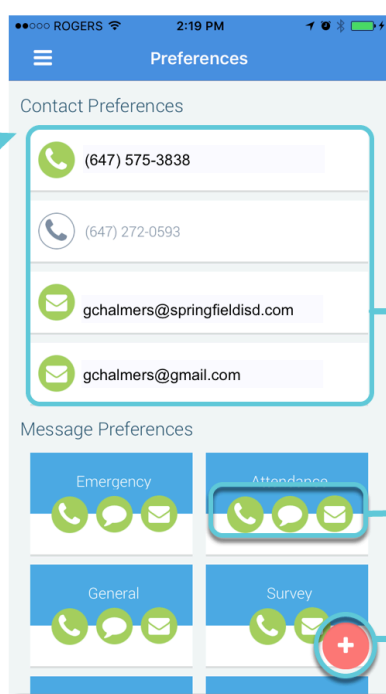 ROGERS 2:19 PM
Preferences
Contact Preferences
(647) 575-3838
(647) 272-0593
gchalmers@springfieldisd.com
gchalmers@gmail.com
Message Preferences
Emergency Attendance
General Survey
+